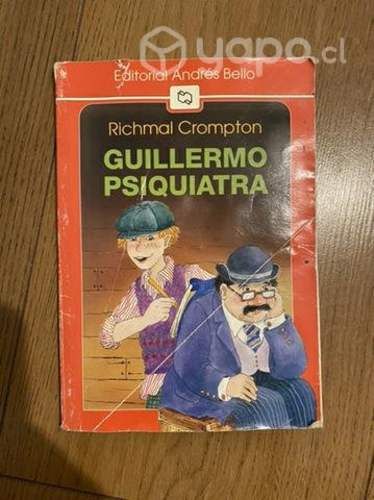 yapo.cl
Editorial Andrés Bello
Richmal Crompton
GUILLERMO
PSIQUIATRA